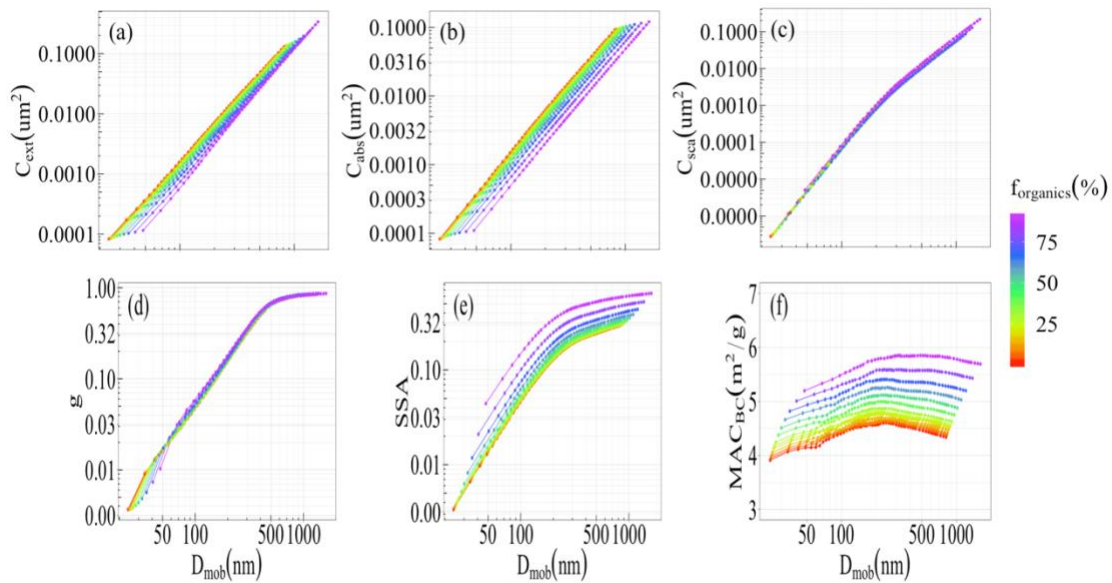 (a)
C_ext(um²)
0.1000
0.0100
0.0010
0.0001
(b)
C_abs(um²)
0.1000
0.0316
0.0100
0.0032
0.0010
0.0003
0.0001
(c)
C_sca(um²)
0.1000
0.0100
0.0010
0.0001
0.0000
0.0000
f_organics(%)
75
50
25
(d)
g
1.00
0.32
0.10
0.03
0.01
0.00
50 100 500 1000
D_mob(nm)
(e)
SSA
0.32
0.10
0.03
0.01
0.00
50 100 500 1000
D_mob(nm)
(f)
MAC_BC(m²/g)
7
6
5
4
3
50 100 500 1000
D_mob(nm)